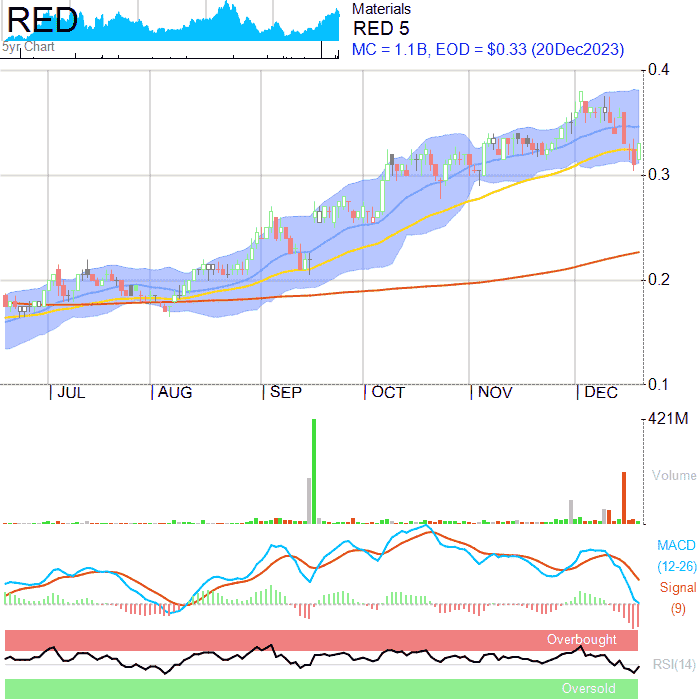 RED
5yr Chart
Materials
RED 5
MC = 1.1B, EOD = $0.33 (20Dec2023)
0.4
0.3
0.2
0.1
JUL AUG SEP OCT NOV DEC
421M
Volume
MACD
(12-26)
Signal
(9)
Overbought
RSI(14)
Oversold